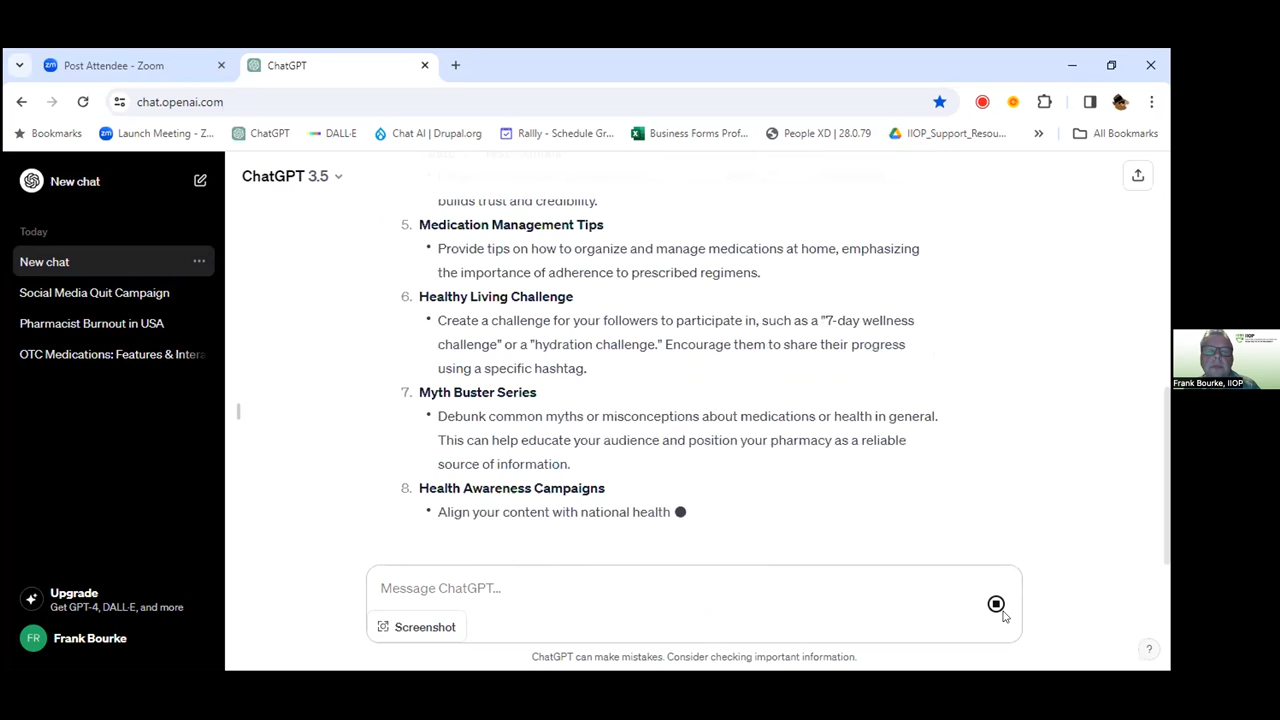 Post Attendee - Zoom
ChatGPT
chat.openai.com
Bookmarks
Launch Meeting - Z...
ChatGPT
DALL·E
Chat AI | Drupal.org
Rallly - Schedule Gr...
Business Forms Prof...
People XD | 28.0.79
IIOP_Support_Resou...
All Bookmarks
New chat
Today
New chat
Social Media Quit Campaign
Pharmacist Burnout in USA
OTC Medications: Features & Intera
Upgrade
Get GPT-4, DALL·E, and more
FR
Frank Bourke
ChatGPT 3.5
builds trust and credibility.
5. Medication Management Tips
• Provide tips on how to organize and manage medications at home, emphasizing
the importance of adherence to prescribed regimens.
6. Healthy Living Challenge
• Create a challenge for your followers to participate in, such as a "7-day wellness
challenge" or a "hydration challenge." Encourage them to share their progress
using a specific hashtag.
7. Myth Buster Series
• Debunk common myths or misconceptions about medications or health in general.
This can help educate your audience and position your pharmacy as a reliable
source of information.
8. Health Awareness Campaigns
• Align your content with national health
Message ChatGPT...
Screenshot
ChatGPT can make mistakes. Consider checking important information.
?
IIOP
Frank Bourke, IIOP